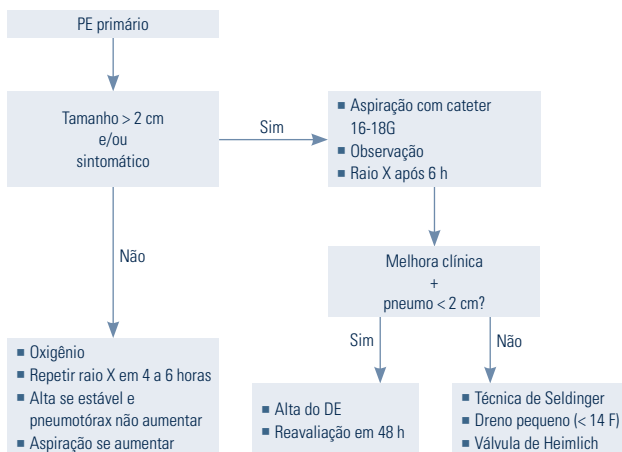 PE primário
Tamanho > 2 cm
e/ou
sintomático
Sim
■ Aspiração com cateter
16-18G
■ Observação
■ Raio X após 6 h
Não
Melhora clínica
+
pneumo < 2 cm?
Sim
Não
■ Oxigênio
■ Repetir raio X em 4 a 6 horas
■ Alta se estável e
pneumotórax não aumentar
■ Aspiração se aumentar
■ Alta do DE
■ Reavaliação em 48 h
■ Técnica de Seldinger
■ Dreno pequeno (< 14 F)
■ Válvula de Heimlich